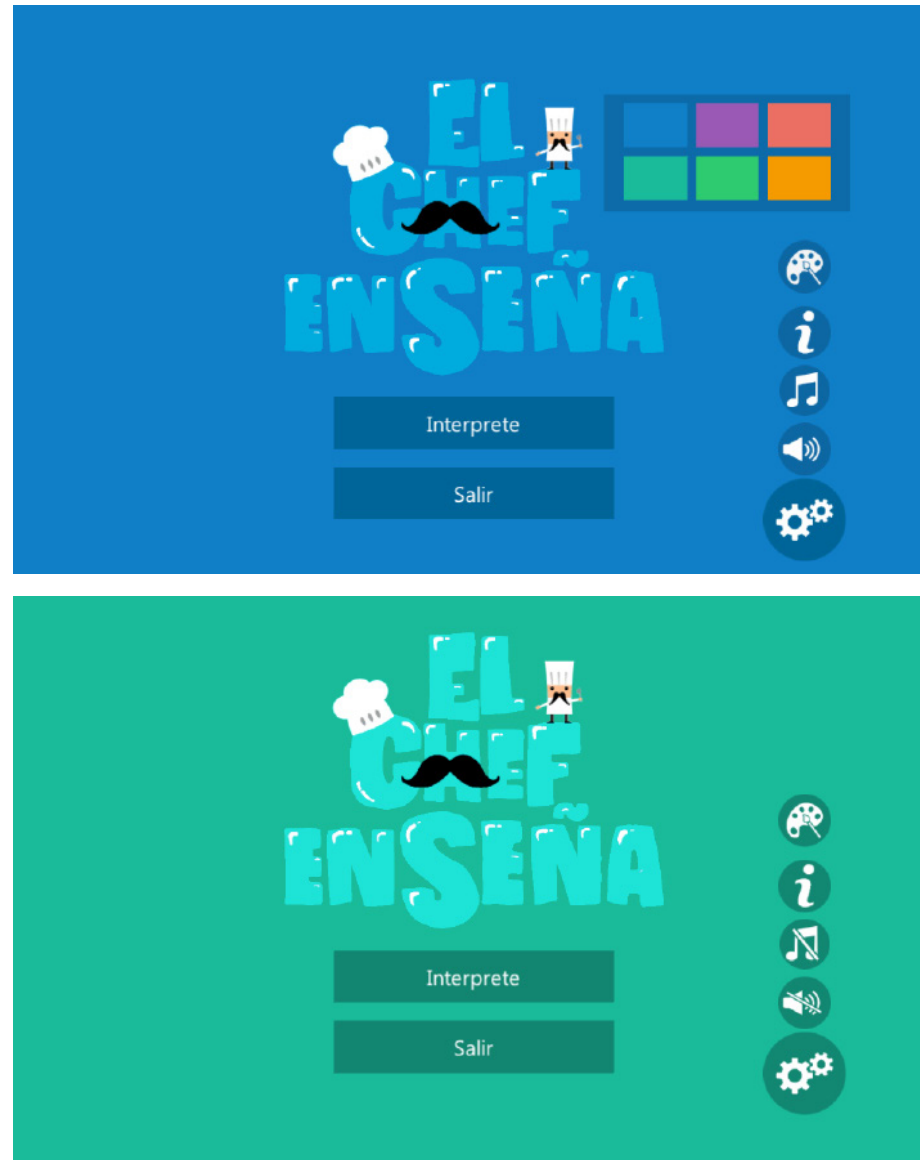 EL
CHEF
ENSEÑA
Interprete
Salir
EL
CHEF
ENSEÑA
Interprete
Salir